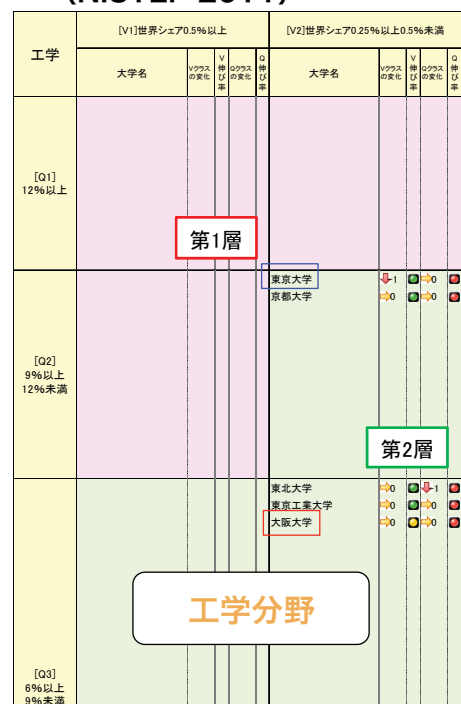 工学
[V1]世界シェア0.5%以上
[V2]世界シェア0.25%以上0.5%未満
大学名
Vクラスの変化
V伸び率
Qクラスの変化
Q伸び率
大学名
Vクラスの変化
V伸び率
Qクラスの変化
Q伸び率
[Q1]
12%以上
第1層
[Q2]
9%以上
12%未満
東京大学 -1 0
京都大学 0 0
第2層
[Q3]
6%以上
9%未満
東北大学 0 -1
東京工業大学 0 0
大阪大学 0 0
工学分野